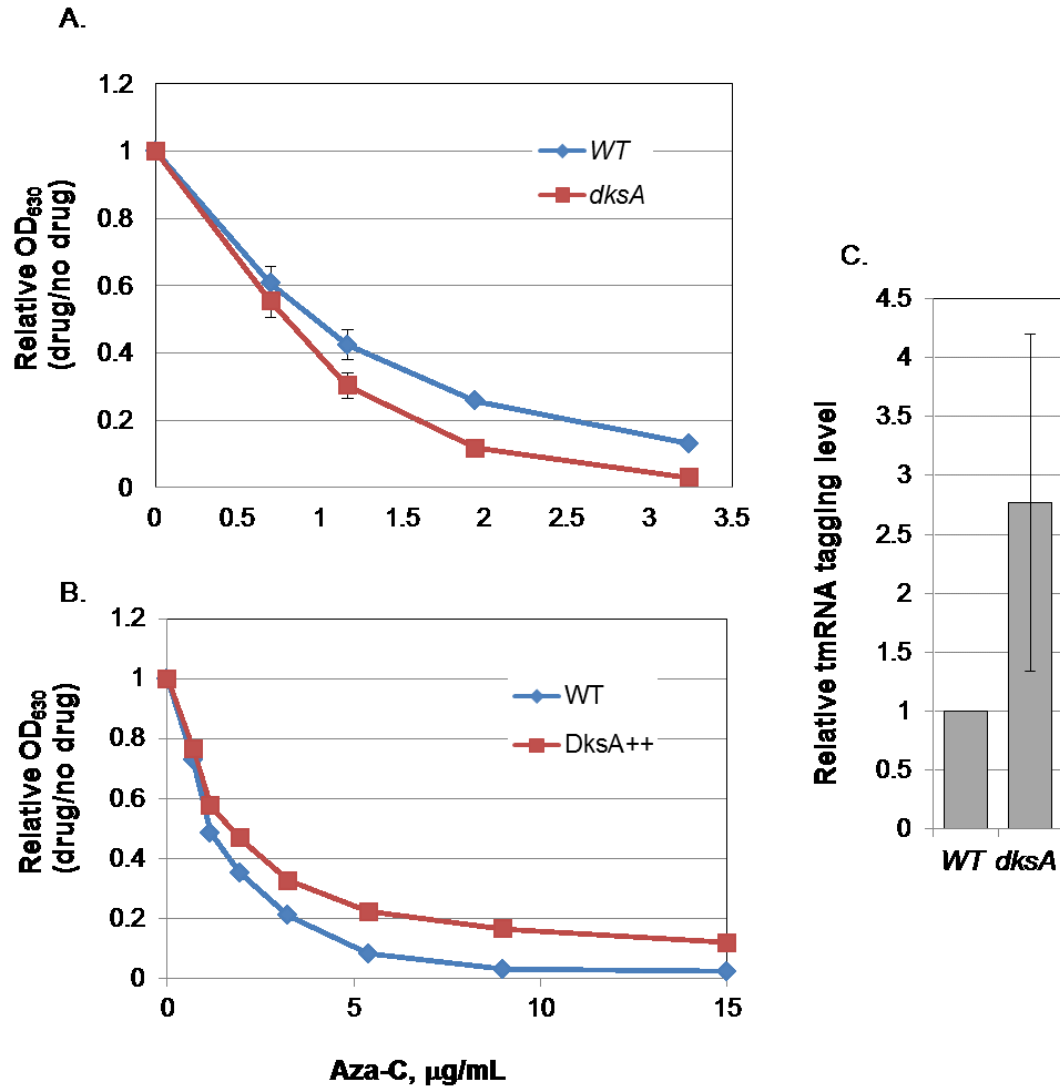 A.
1.2
1
0.8
0.6
0.4
0.2
0
Relative OD630
(drug/no drug)
WT
dksA
0 0.5 1 1.5 2 2.5 3 3.5
B.
1.2
1
0.8
0.6
0.4
0.2
0
Relative OD630
(drug/no drug)
WT
DksA++
0 5 10 15
Aza-C, µg/mL
C.
4.5
4
3.5
3
2.5
2
1.5
1
0.5
0
Relative tmRNA tagging level
WT dksA